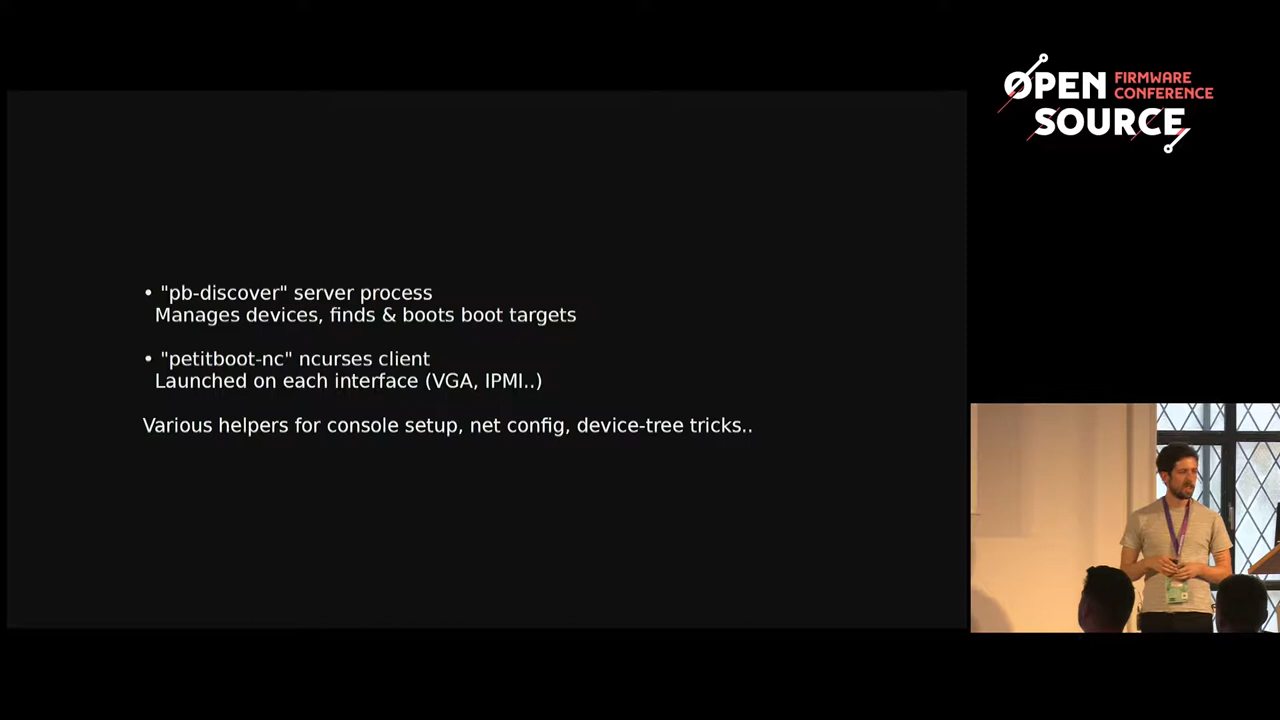 OPEN FIRMWARE
CONFERENCE
SOURCE
• "pb-discover" server process
Manages devices, finds & boots boot targets
• "petitboot-nc" ncurses client
Launched on each interface (VGA, IPMI..)
Various helpers for console setup, net config, device-tree tricks..